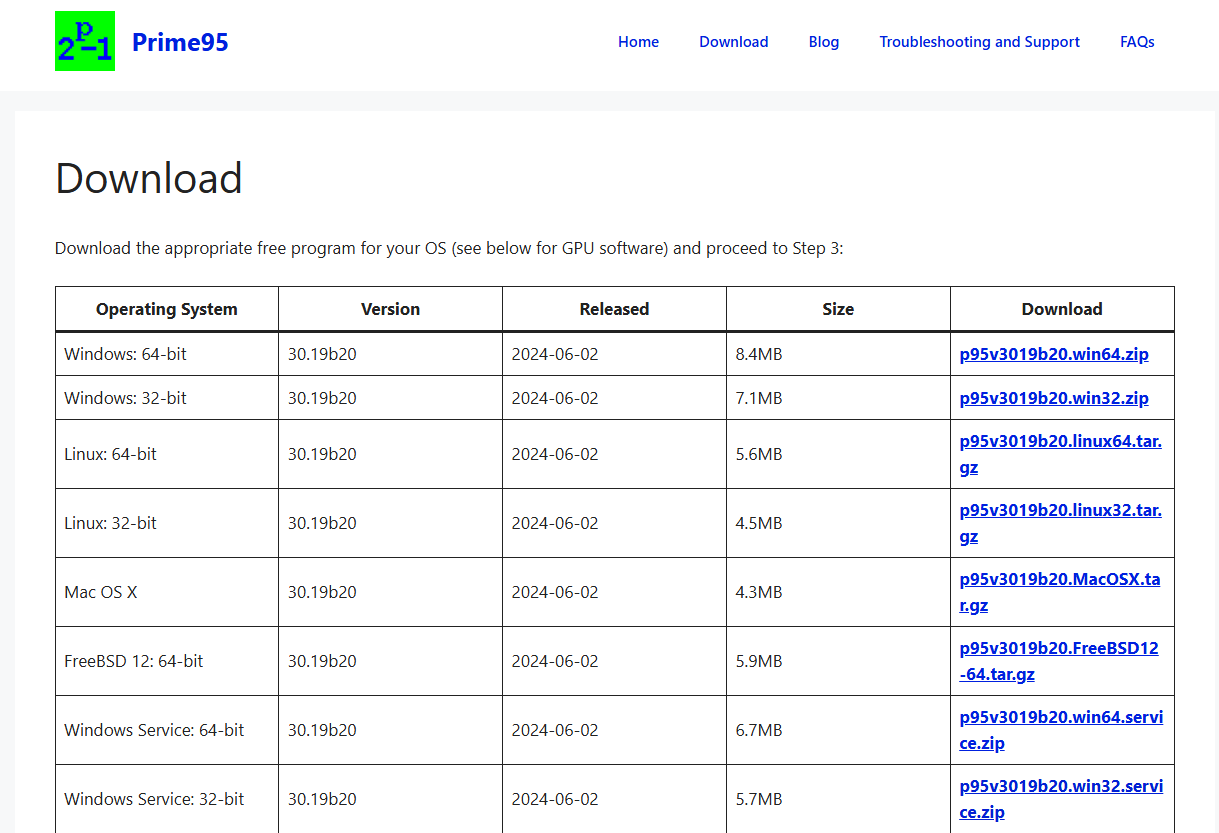 2^p-1 Prime95 Home Download Blog Troubleshooting and Support FAQs
Download
Download the appropriate free program for your OS (see below for GPU software) and proceed to Step 3:
Operating System Version Released Size Download
Windows: 64-bit 30.19b20 2024-06-02 8.4MB p95v3019b20.win64.zip
Windows: 32-bit 30.19b20 2024-06-02 7.1MB p95v3019b20.win32.zip
Linux: 64-bit 30.19b20 2024-06-02 5.6MB p95v3019b20.linux64.tar.
gz
Linux: 32-bit 30.19b20 2024-06-02 4.5MB p95v3019b20.linux32.tar.
gz
Mac OS X 30.19b20 2024-06-02 4.3MB p95v3019b20.MacOSX.ta
r.gz
FreeBSD 12: 64-bit 30.19b20 2024-06-02 5.9MB p95v3019b20.FreeBSD12
-64.tar.gz
Windows Service: 64-bit 30.19b20 2024-06-02 6.7MB p95v3019b20.win64.servi
ce.zip
Windows Service: 32-bit 30.19b20 2024-06-02 5.7MB p95v3019b20.win32.servi
ce.zip